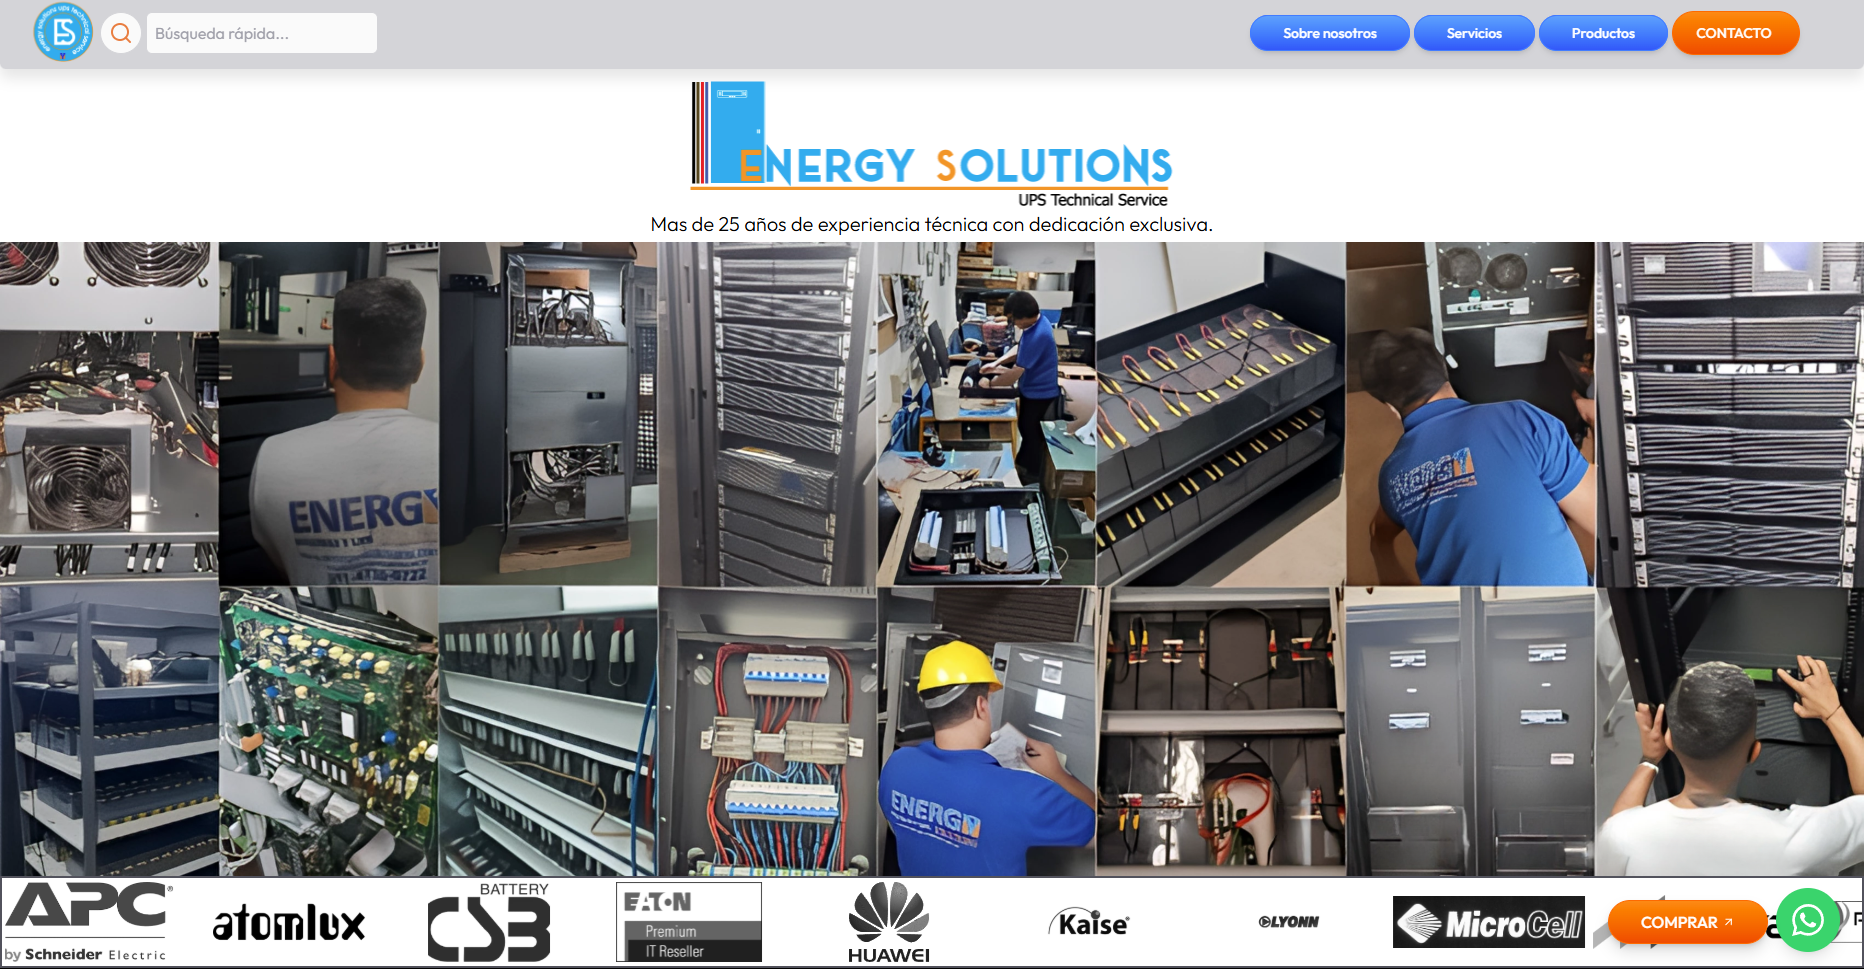 Búsqueda rápida...
Sobre nosotros
Servicios
Productos
CONTACTO
ENERGY SOLUTIONS
UPS Technical Service
Mas de 25 años de experiencia técnica con dedicación exclusiva.
ENERGY
ENERGY
APC
by Schneider Electric
atomlux
BATTERY
CSB
EATON
Premium
IT Reseller
HUAWEI
Kaise
LYONN
MicroCell
COMPRAR